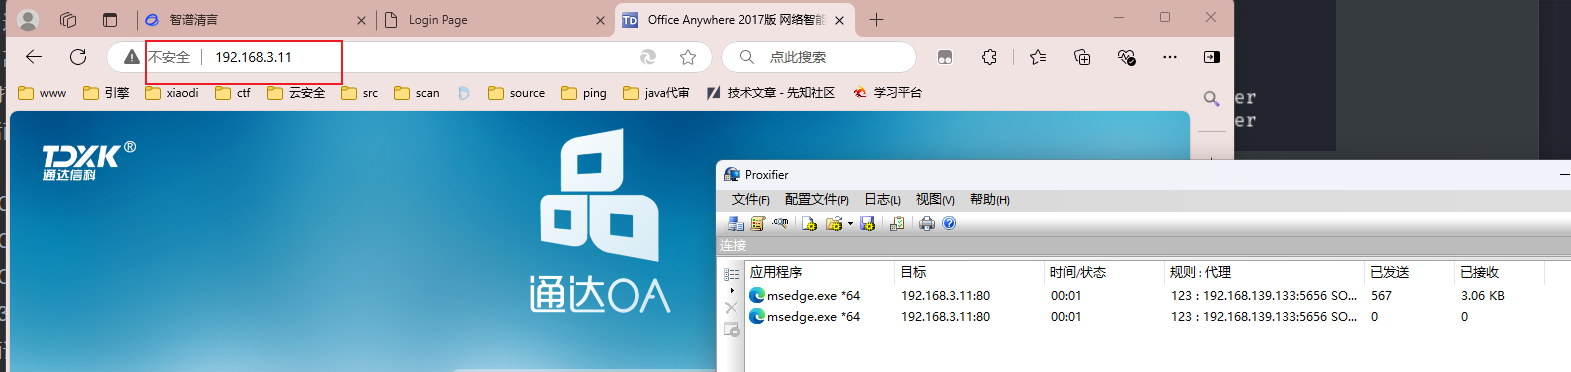 智谱清言
Login Page
Office Anywhere 2017版 网络智能
不安全 192.168.3.11
点此搜索
www 引擎 xiaodi ctf 云安全 src scan source ping java代审 技术文章 - 先知社区 学习平台
er
er
TDXK®
通达信科
通达OA
Proxifier
文件(F) 配置文件(P) 日志(L) 视图(V) 帮助(H)
连接
应用程序 目标 时间/状态 规则 : 代理 已发送 已接收
msedge.exe *64 192.168.3.11:80 00:01 123 : 192.168.139.133:5656 SO... 567 3.06 KB
msedge.exe *64 192.168.3.11:80 00:01 123 : 192.168.139.133:5656 SO... 0 0